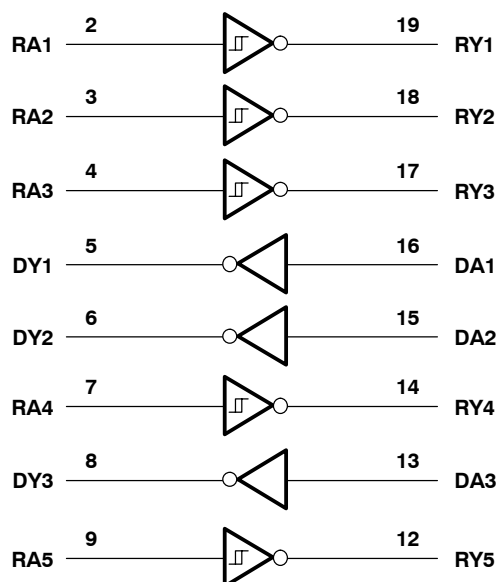 RA1 2 19 RY1
RA2 3 18 RY2
RA3 4 17 RY3
DY1 5 16 DA1
DY2 6 15 DA2
RA4 7 14 RY4
DY3 8 13 DA3
RA5 9 12 RY5